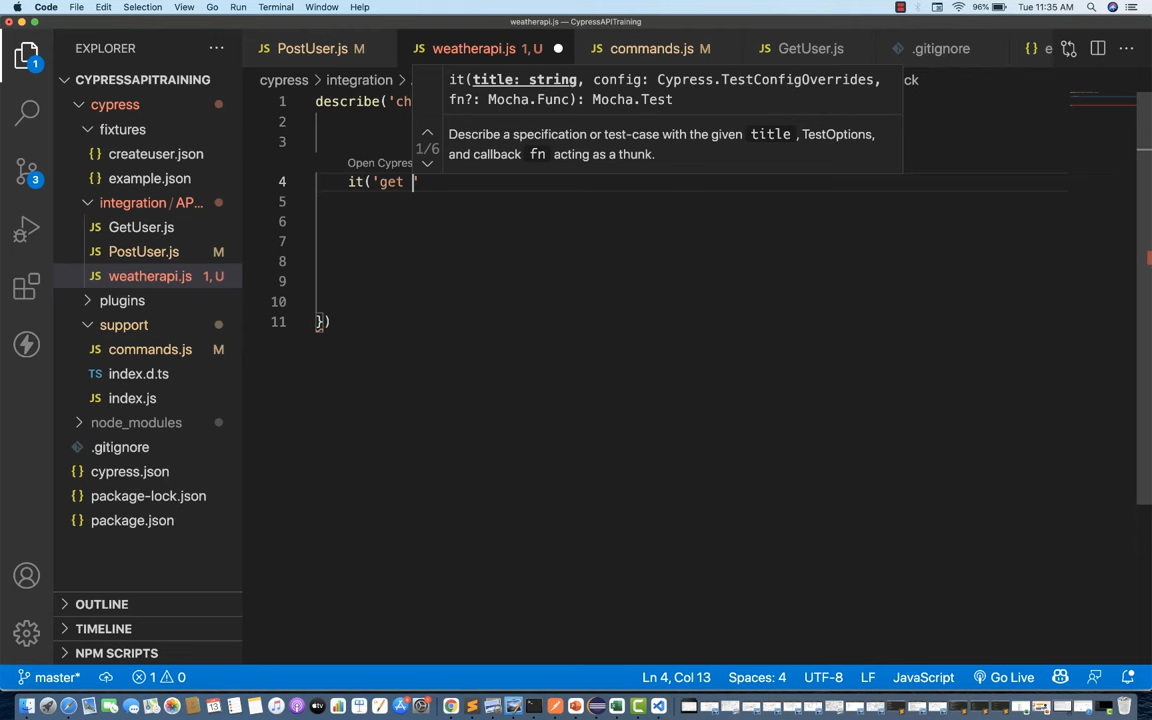 Code File Edit Selection View Go Run Terminal Window Help 96% Tue 11:35 AM
weatherapi.js — CypressAPITraining
EXPLORER
PostUser.js M
weatherapi.js 1, U
commands.js M
GetUser.js
.gitignore
CYPRESSAPITRAINING
cypress
fixtures
createuser.json
example.json
integration / AP...
GetUser.js
PostUser.js M
weatherapi.js 1, U
plugins
support
commands.js M
index.d.ts
index.js
node_modules
.gitignore
cypress.json
package-lock.json
package.json
OUTLINE
TIMELINE
NPM SCRIPTS
1
3
cypress > integration >
it(title: string, config: Cypress.TestConfigOverrides,
fn?: Mocha.Func): Mocha.Test
1/6
Describe a specification or test-case with the given title , TestOptions,
and callback fn acting as a thunk.
1 describe('ch
2
3
Open Cypres
4 it('get '
5
6
7
8
9
10
11 })
master* 1 0 Ln 4, Col 13 Spaces: 4 UTF-8 LF JavaScript Go Live